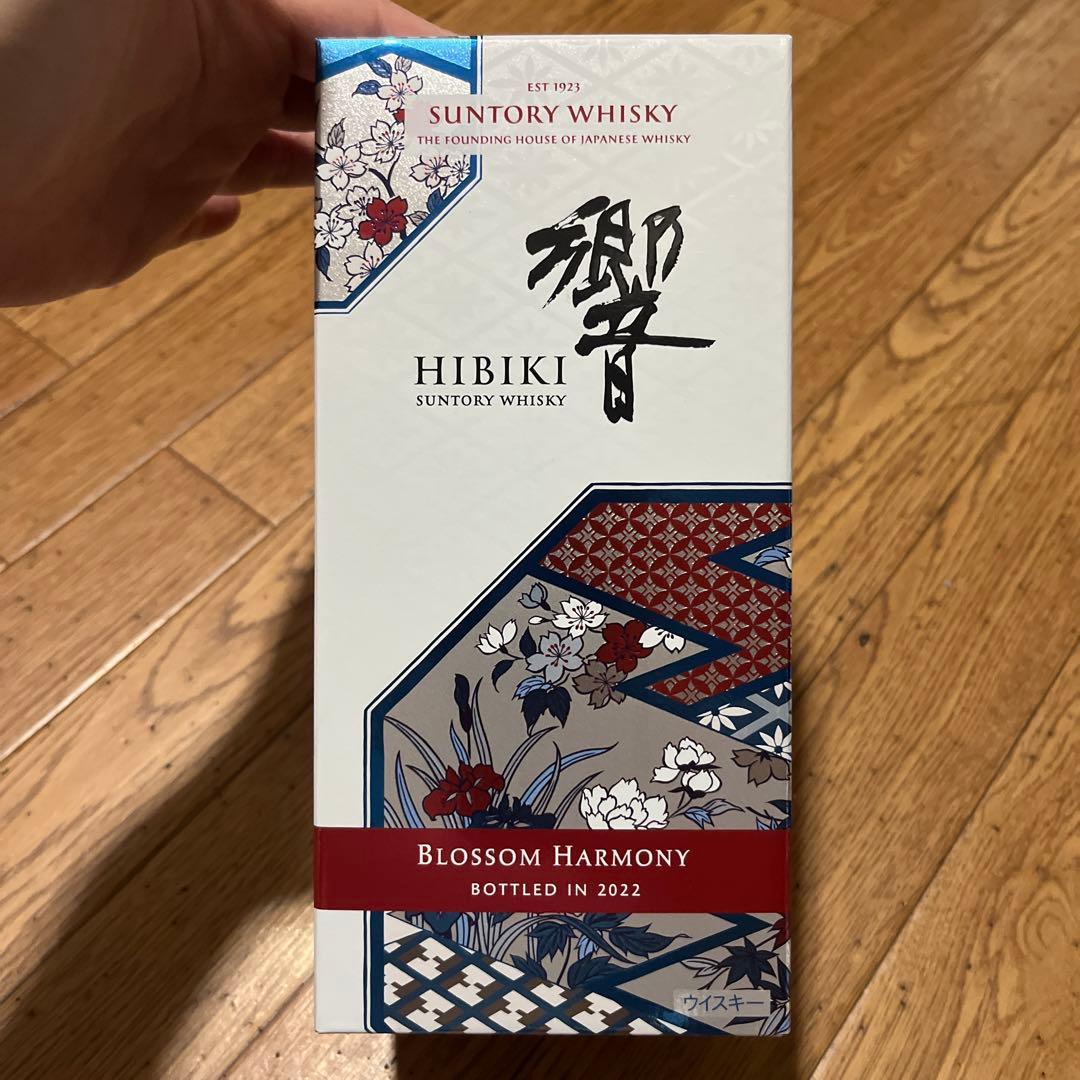 EST 1923
SUNTORY WHISKY
THE FOUNDING HOUSE OF JAPANESE WHISKY
響
HIBIKI
SUNTORY WHISKY
BLOSSOM HARMONY
BOTTLED IN 2022
ウイスキー